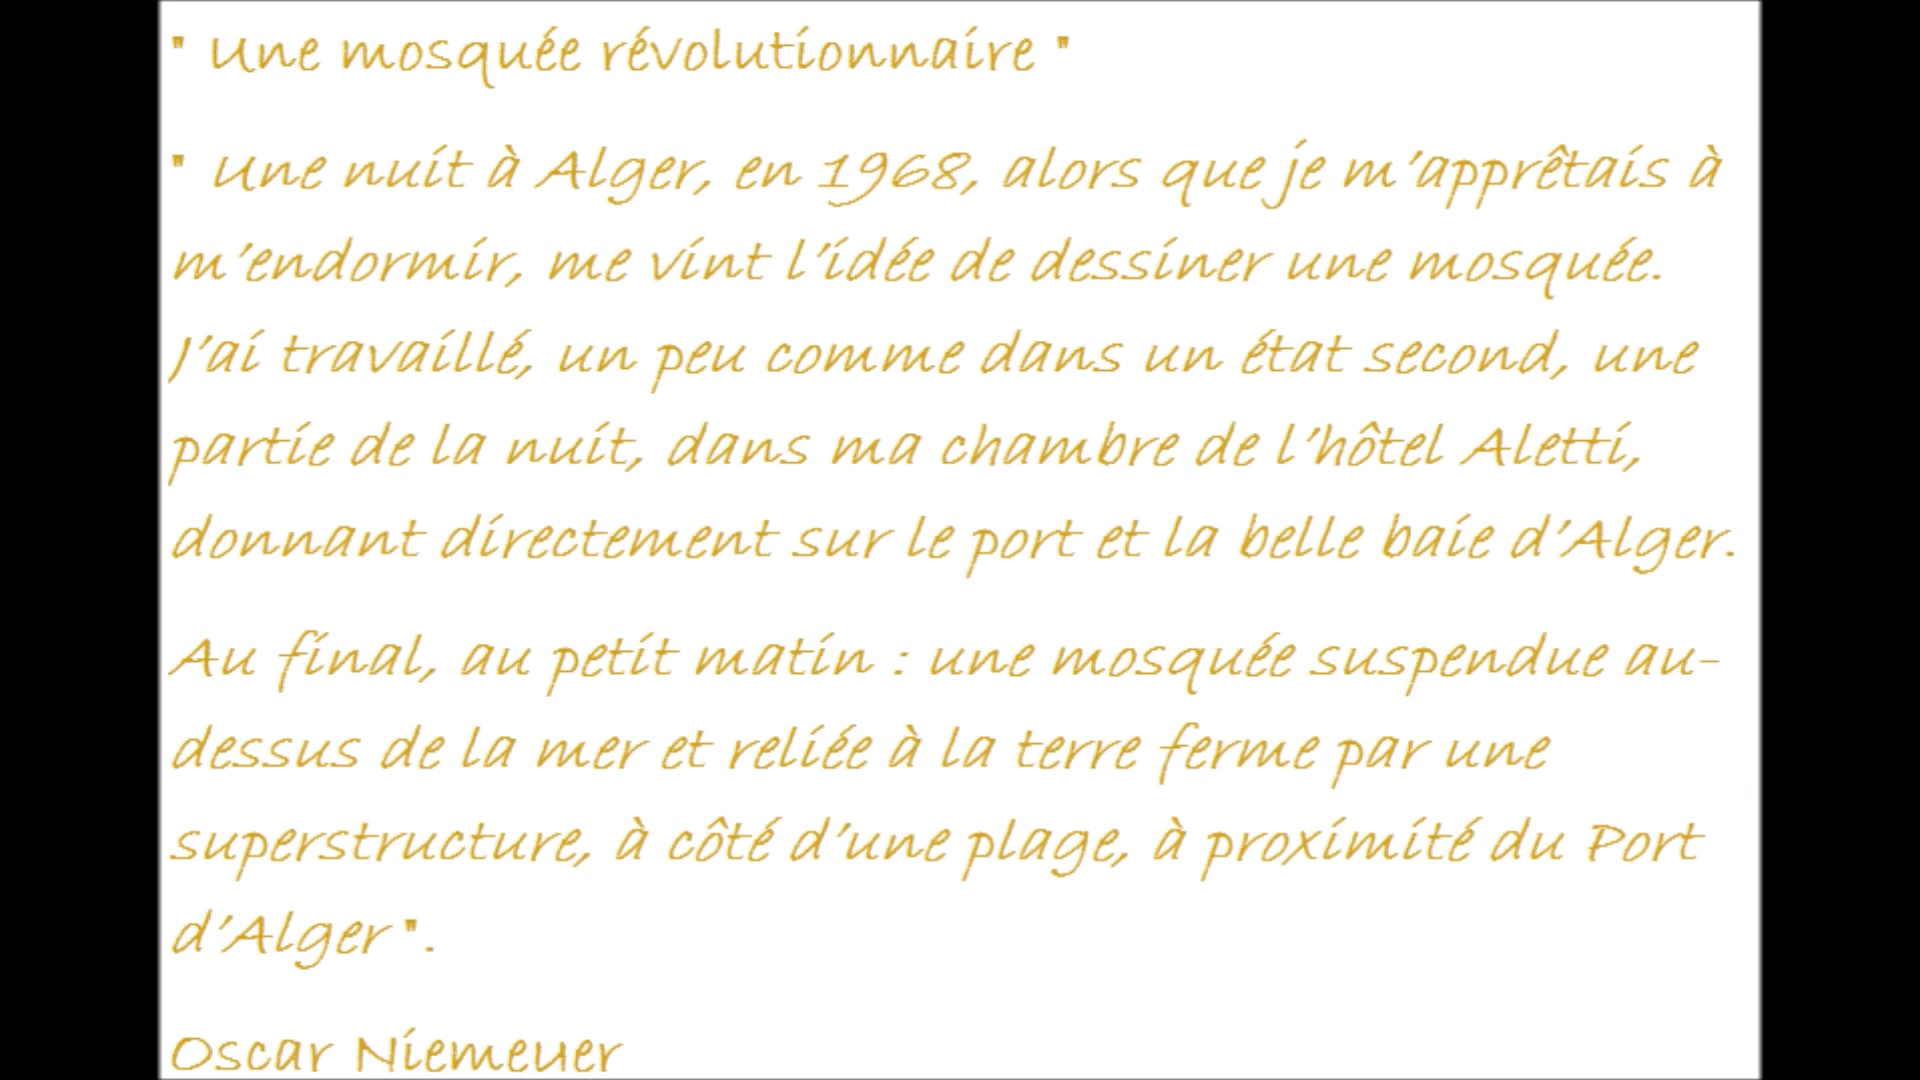 " Une mosquée révolutionnaire "
" Une nuit à Alger, en 1968, alors que je m'apprêtais à
m'endormir, me vint l'idée de dessiner une mosquée.
J'ai travaillé, un peu comme dans un état second, une
partie de la nuit, dans ma chambre de l'hôtel Aletti,
donnant directement sur le port et la belle baie d'Alger.
Au final, au petit matin : une mosquée suspendue au-
dessus de la mer et reliée à la terre ferme par une
superstructure, à côté d'une plage, à proximité du Port
d'Alger ".
Oscar Niemeyer